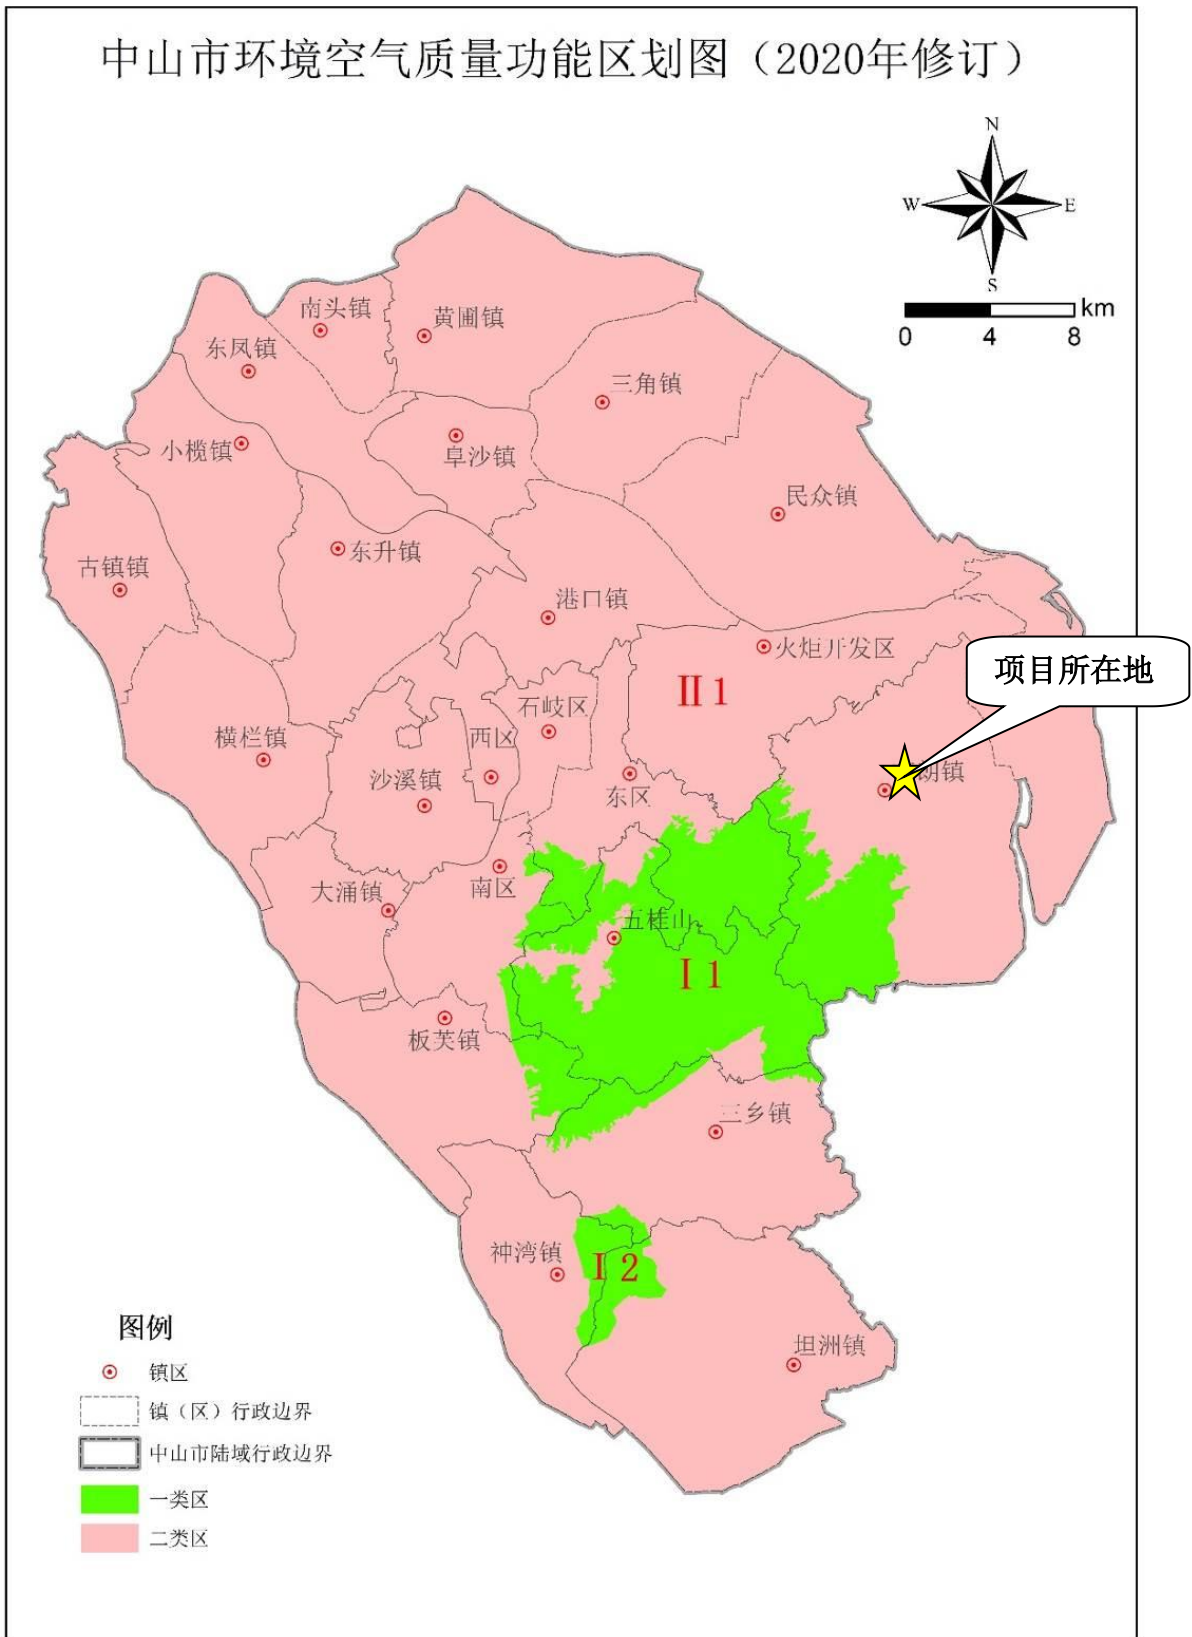 中山市环境空气质量功能区划图（2020年修订）
N
W
E
S
km
0 4 8
南头镇
黄圃镇
东凤镇
三角镇
小榄镇
阜沙镇
民众镇
东升镇
古镇镇
港口镇
火炬开发区
项目所在地
II 1
石岐区
西区
横栏镇
沙溪镇
东区
朗镇
南区
大涌镇
五桂山
I 1
板芙镇
三乡镇
神湾镇
I 2
坦洲镇
图例
镇区
镇（区）行政边界
中山市陆域行政边界
一类区
二类区